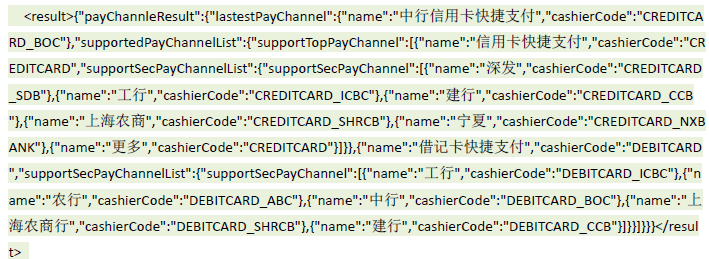 <result>{"payChannleResult":{"lastestPayChannel":{"name":"中行信用卡快捷支付","cashierCode":"CREDITCA
RD_BOC"},"supportedPayChannelList":{"supportTopPayChannel":[{"name":"信用卡快捷支付","cashierCode":"CR
EDITCARD","supportSecPayChannelList":{"supportSecPayChannel":[{"name":"深发","cashierCode":"CREDITCARD
_SDB"},{"name":"工行","cashierCode":"CREDITCARD_ICBC"},{"name":"建行","cashierCode":"CREDITCARD_CCB
"},{"name":"上海农商","cashierCode":"CREDITCARD_SHRCB"},{"name":"宁夏","cashierCode":"CREDITCARD_NXB
ANK"},{"name":"更多","cashierCode":"CREDITCARD"}]}},{"name":"借记卡快捷支付","cashierCode":"DEBITCARD
","supportSecPayChannelList":{"supportSecPayChannel":[{"name":"工行","cashierCode":"DEBITCARD_ICBC"},{"n
ame":"农行","cashierCode":"DEBITCARD_ABC"},{"name":"中行","cashierCode":"DEBITCARD_BOC"},{"name":"上
海农商行","cashierCode":"DEBITCARD_SHRCB"},{"name":"建行","cashierCode":"DEBITCARD_CCB"}]}}]}}}</resul
t>